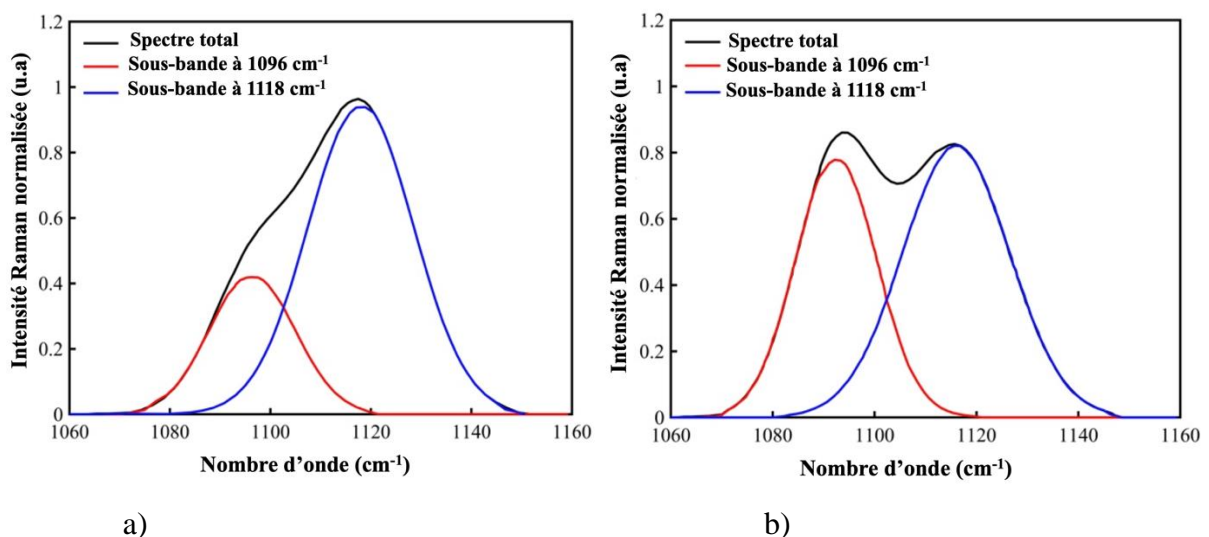 1.2
1
0.8
0.6
0.4
0.2
0
Intensité Raman normalisée (u.a)
Spectre total
Sous-bande à 1096 cm-1
Sous-bande à 1118 cm-1
1060 1080 1100 1120 1140 1160
Nombre d'onde (cm-1)
a)
1.2
1
0.8
0.6
0.4
0.2
0
Intensité Raman normalisée (u.a)
Spectre total
Sous-bande à 1096 cm-1
Sous-bande à 1118 cm-1
1060 1080 1100 1120 1140 1160
Nombre d'onde (cm-1)
b)